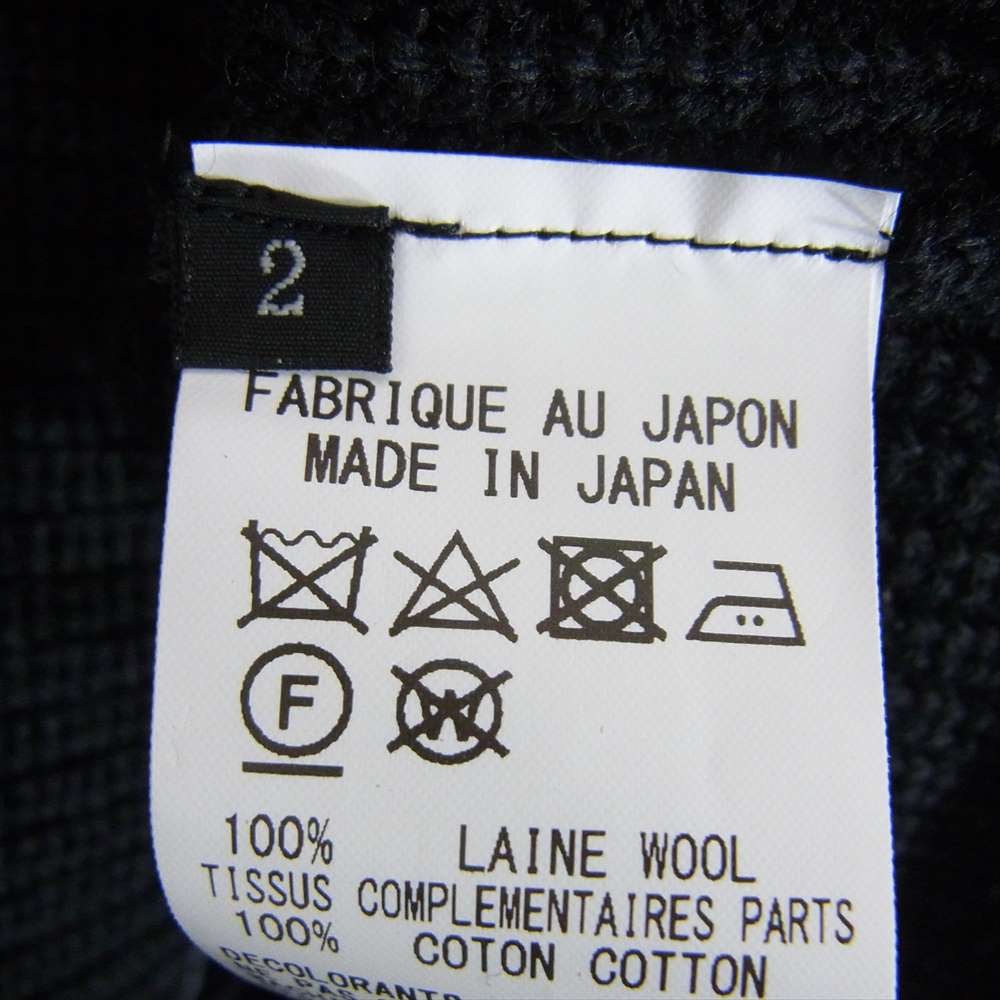 2
FABRIQUE AU JAPON
MADE IN JAPAN
F
W
100% LAINE WOOL
TISSUS COMPLEMENTAIRES PARTS
100% COTON COTTON